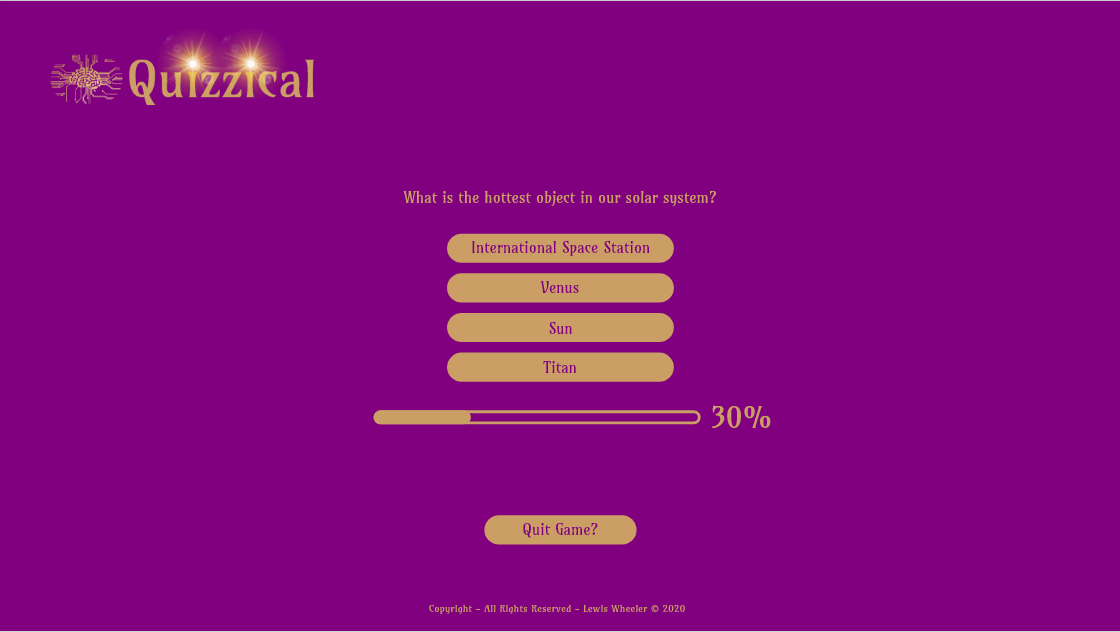 Quizzical
What is the hottest object in our solar system?
International Space Station
Venus
Sun
Titan
30%
Quit Game?
Copyright - All Rights Reserved - Lewis Wheeler © 2020